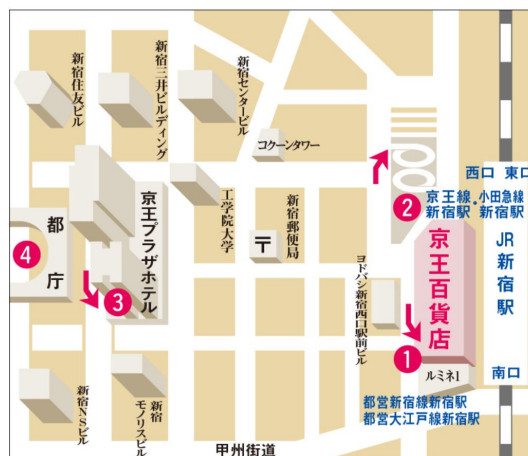 新宿住友ビル
新宿三井ビルディング
新宿センタービル
コクーンタワー
西口 東口
2
京王線・小田急線
新宿駅 新宿駅
都庁
4
京王プラザホテル
3
工学院大学
新宿郵便局
〒
ヨドバシ新宿西口駅前ビル
京王百貨店
JR新宿駅
1
ルミネ1
南口
都営新宿線新宿駅
都営大江戸線新宿駅
新宿NSビル
新宿
モノリスビル
甲州街道